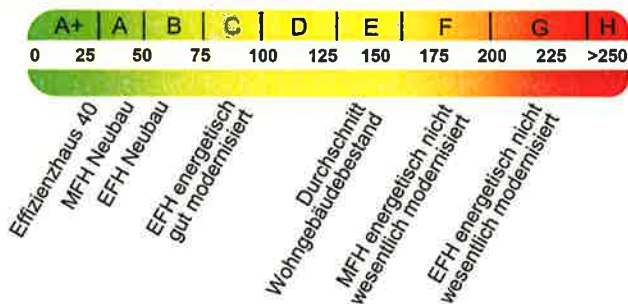 A+ A B C D E F G H
0 25 50 75 100 125 150 175 200 225 >250
Effizienzhaus 40
MFH Neubau
EFH Neubau
EFH energetisch
gut modernisiert
Durchschnitt
Wohngebäudebestand
MFH energetisch nicht
wesentlich modernisiert
EFH energetisch nicht
wesentlich modernisiert